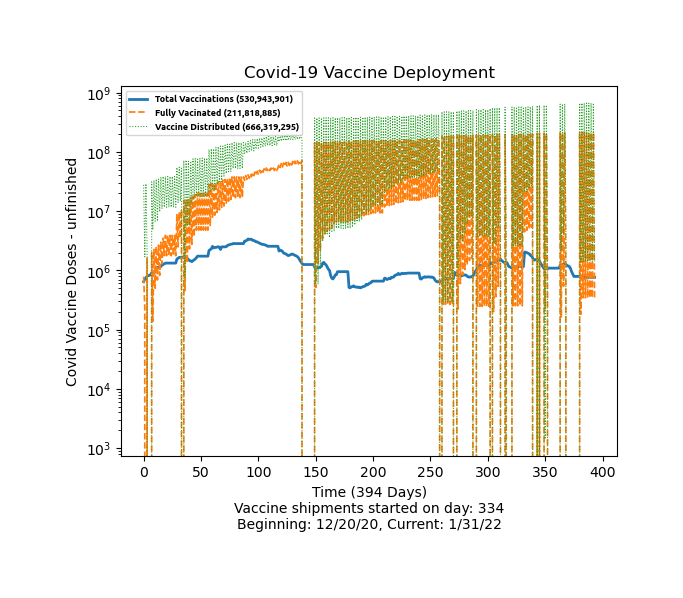 Covid-19 Vaccine Deployment
Total Vaccinations (530,943,901)
Fully Vacinated (211,818,885)
Vaccine Distributed (666,319,295)
Covid Vaccine Doses - unfinished
10⁹
10⁸
10⁷
10⁶
10⁵
10⁴
10³
0 50 100 150 200 250 300 350 400
Time (394 Days)
Vaccine shipments started on day: 334
Beginning: 12/20/20, Current: 1/31/22